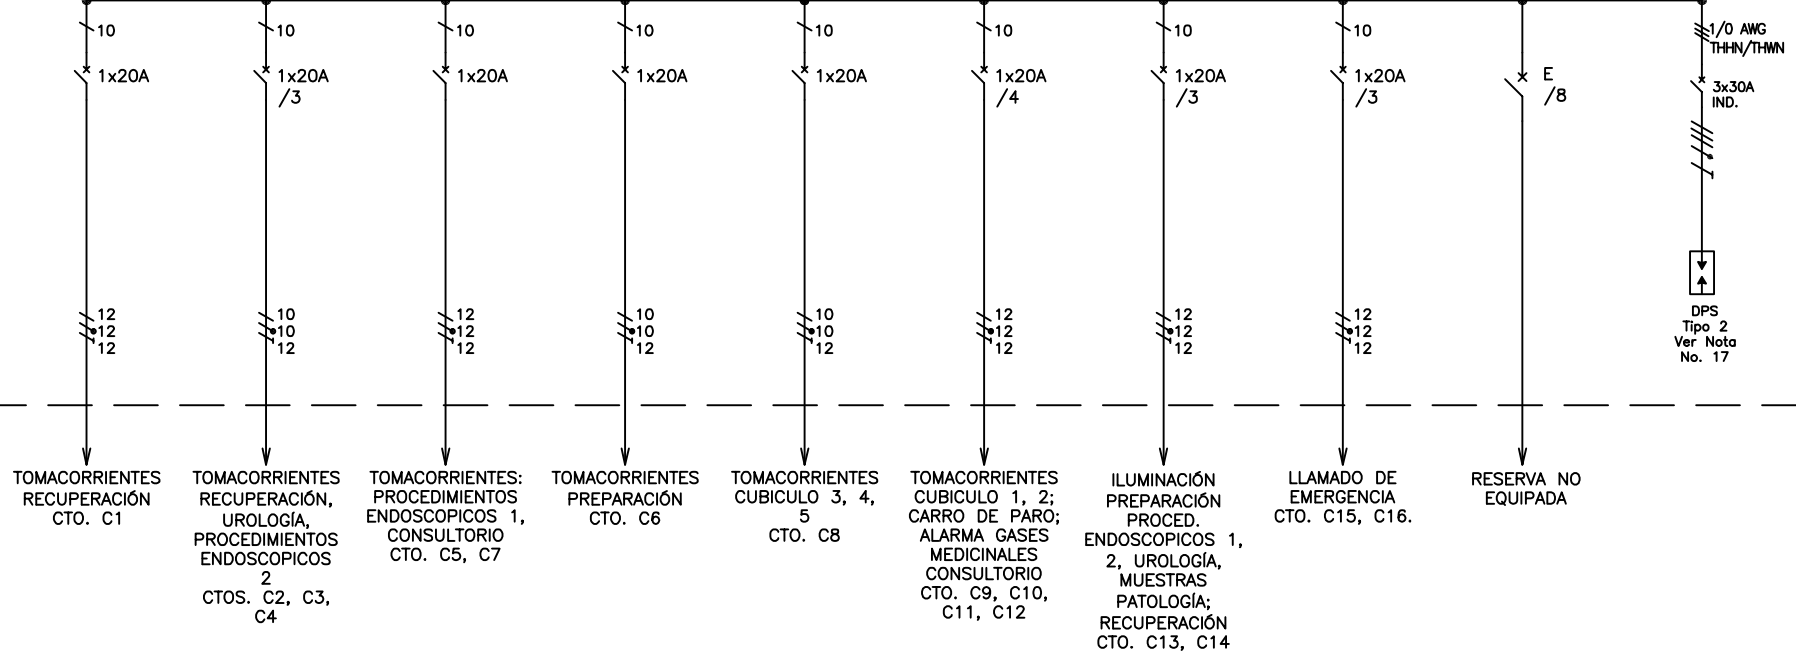 10
1x20A
12
12
12
TOMACORRIENTES
RECUPERACIÓN
CTO. C1
10
1x20A
/3
10
10
12
TOMACORRIENTES
RECUPERACIÓN,
UROLOGÍA,
PROCEDIMIENTOS
ENDOSCOPICOS
2
CTOS. C2, C3,
C4
10
1x20A
12
12
12
TOMACORRIENTES:
PROCEDIMIENTOS
ENDOSCOPICOS 1,
CONSULTORIO
CTO. C5, C7
10
1x20A
10
10
12
TOMACORRIENTES
PREPARACIÓN
CTO. C6
10
1x20A
10
10
12
TOMACORRIENTES
CUBICULO 3, 4,
5
CTO. C8
10
1x20A
/4
12
12
12
TOMACORRIENTES
CUBICULO 1, 2;
CARRO DE PARO;
ALARMA GASES
MEDICINALES
CONSULTORIO
CTO. C9, C10,
C11, C12
10
1x20A
/3
12
12
12
ILUMINACIÓN
PREPARACIÓN
PROCED.
ENDOSCOPICOS 1,
2, UROLOGÍA,
MUESTRAS
PATOLOGÍA;
RECUPERACIÓN
CTO. C13, C14
10
1x20A
/3
12
12
12
LLAMADO DE
EMERGENCIA
CTO. C15, C16.
E
/8
RESERVA NO
EQUIPADA
1/0 AWG
THHN/THWN
3x30A
IND.
DPS
Tipo 2
Ver Nota
No. 17